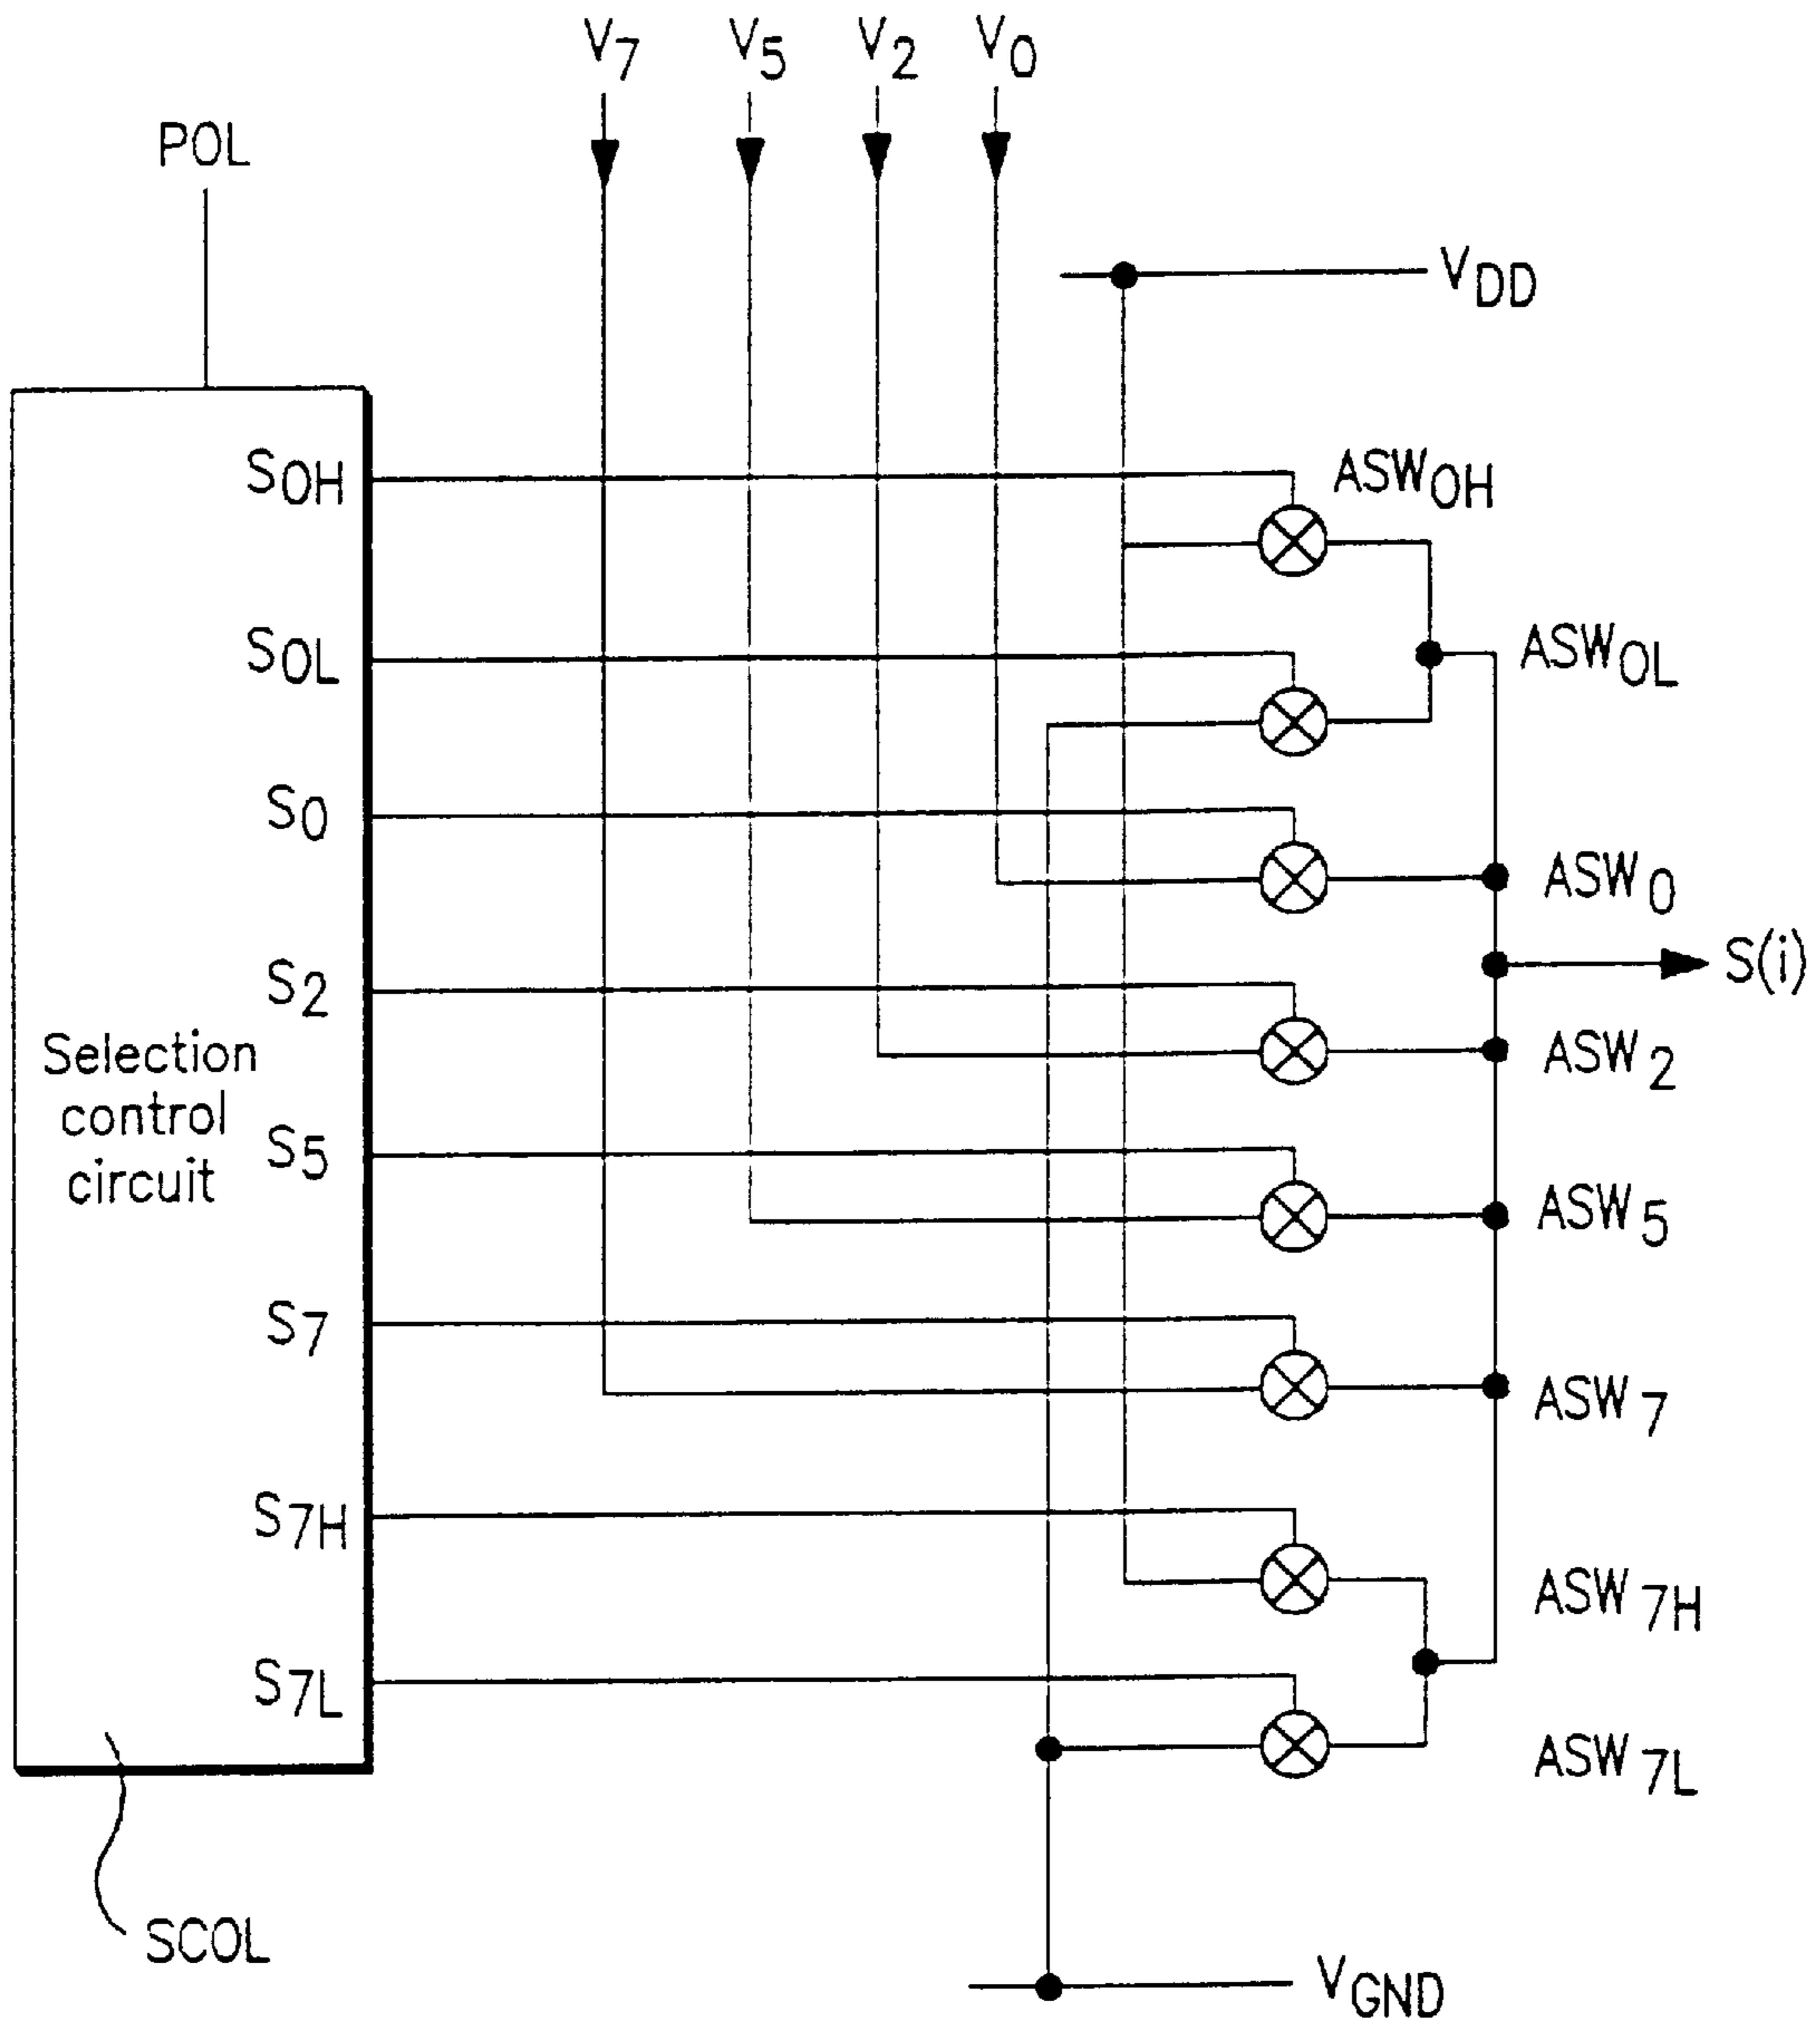 V7 V5 V2 V0
POL
VDD
S0H
ASW0H
S0L
ASW0L
S0
ASW0
S(i)
S2
ASW2
Selection
control
circuit
S5
ASW5
S7
ASW7
S7H
ASW7H
S7L
ASW7L
SCOL
VGND